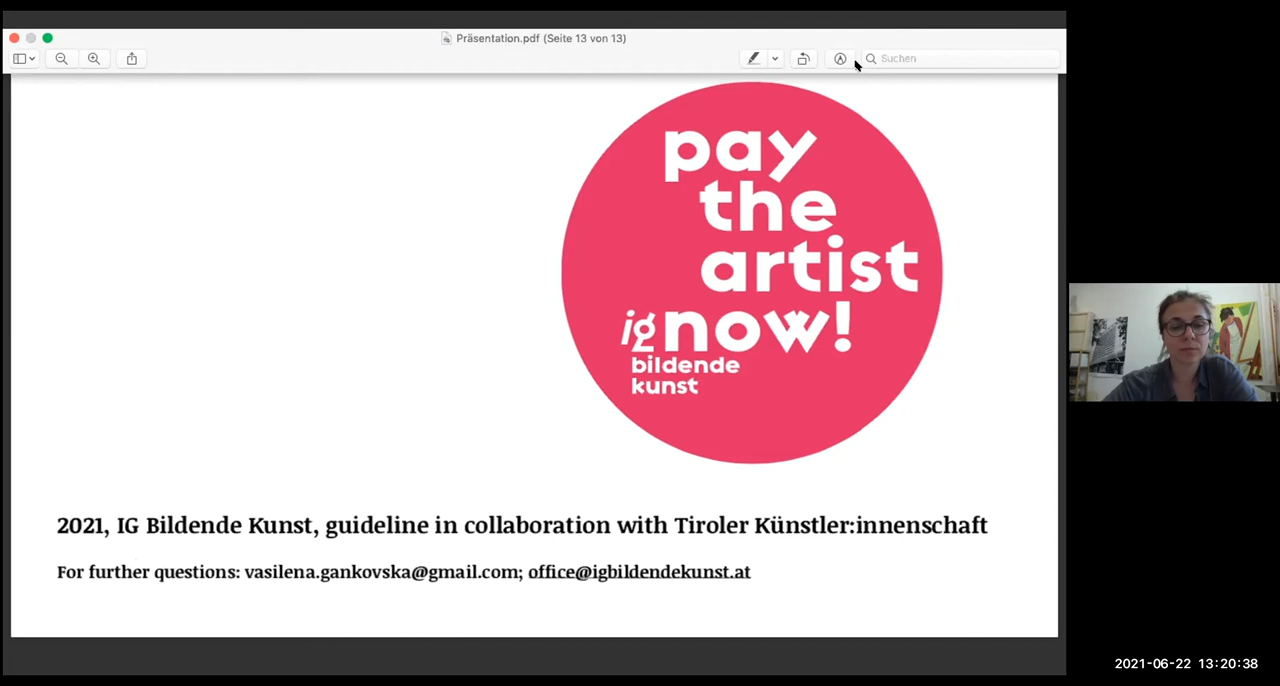 Präsentation.pdf (Seite 13 von 13)
Suchen
pay
the
artist
ig now!
bildende
kunst
2021, IG Bildende Kunst, guideline in collaboration with Tiroler Künstler:innenschaft
For further questions: vasilena.gankovska@gmail.com; office@igbildendekunst.at
2021-06-22 13:20:38